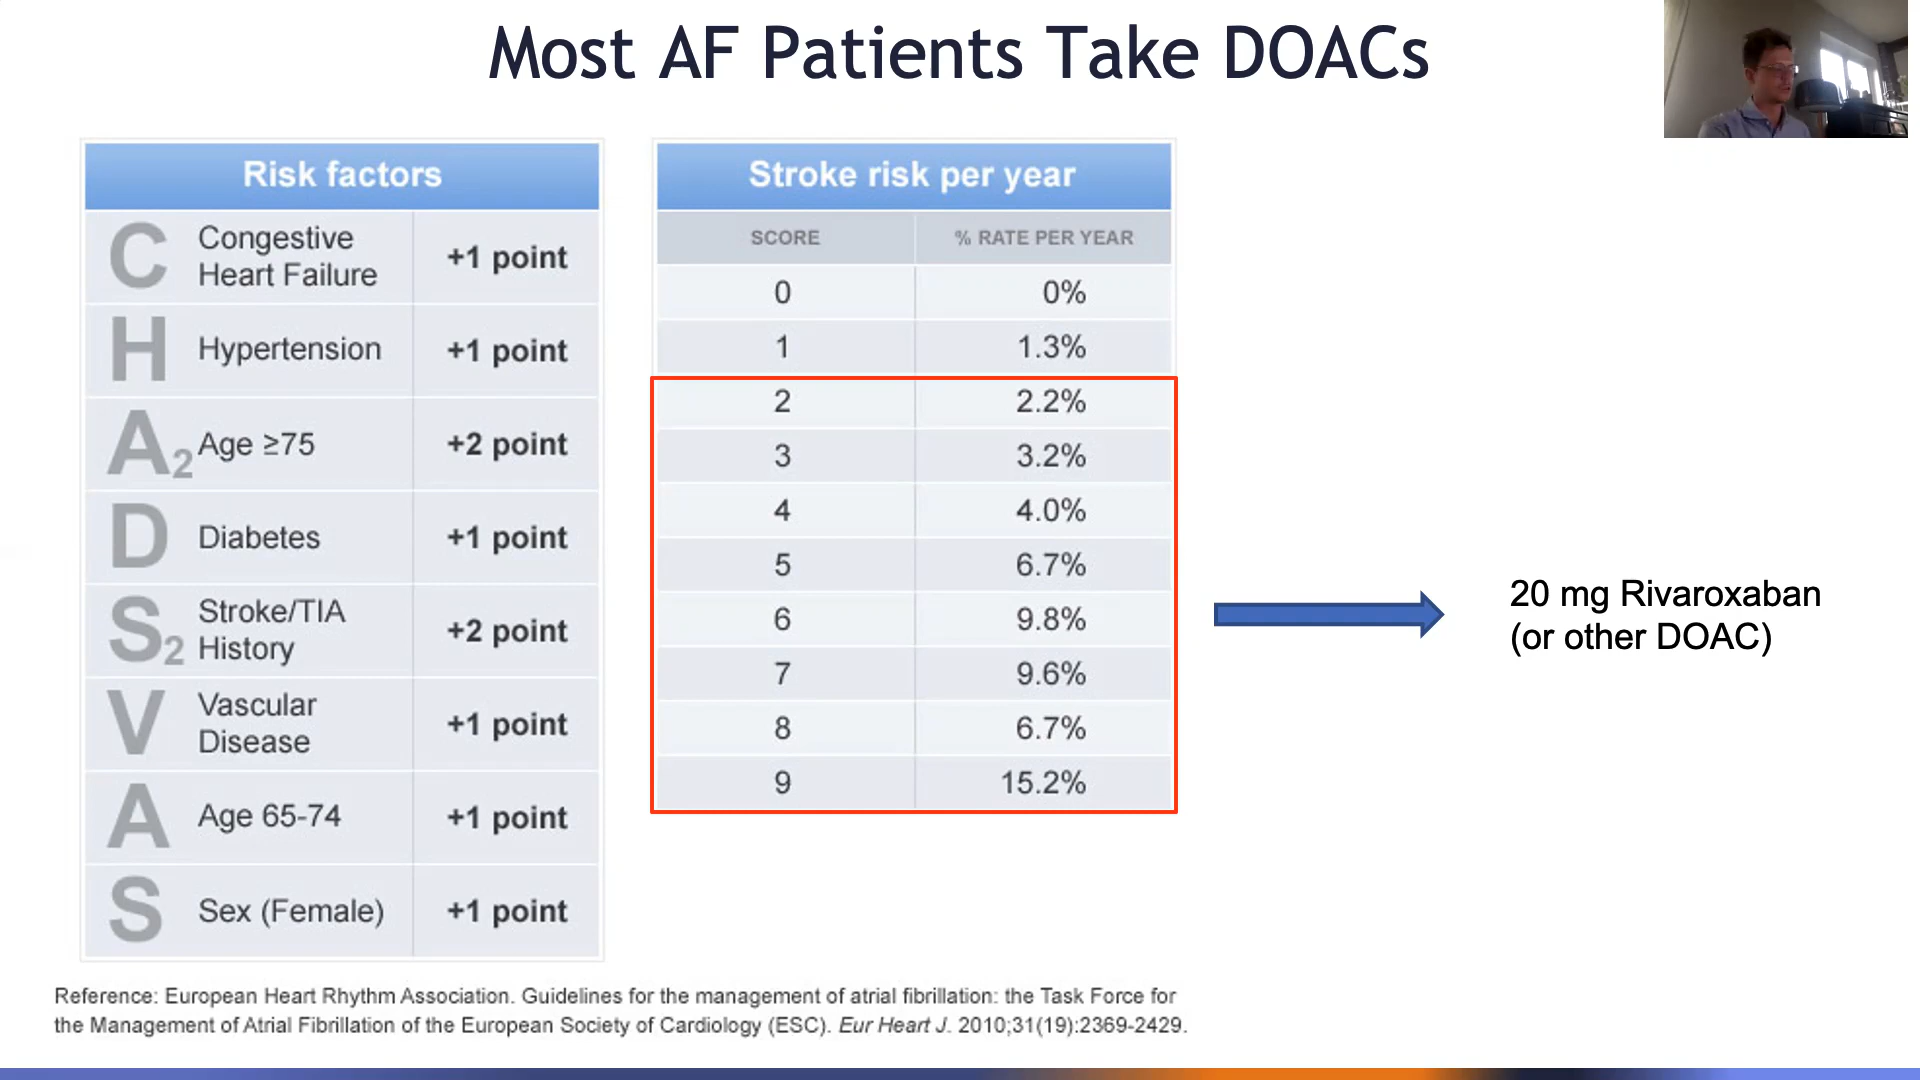 Most AF Patients Take DOACs
Risk factors
C Congestive Heart Failure +1 point
H Hypertension +1 point
A2 Age ≥75 +2 point
D Diabetes +1 point
S2 Stroke/TIA History +2 point
V Vascular Disease +1 point
A Age 65-74 +1 point
S Sex (Female) +1 point
Stroke risk per year
SCORE % RATE PER YEAR
0 0%
1 1.3%
2 2.2%
3 3.2%
4 4.0%
5 6.7%
6 9.8%
7 9.6%
8 6.7%
9 15.2%
20 mg Rivaroxaban
(or other DOAC)
Reference: European Heart Rhythm Association. Guidelines for the management of atrial fibrillation: the Task Force for
the Management of Atrial Fibrillation of the European Society of Cardiology (ESC). Eur Heart J. 2010;31(19):2369-2429.